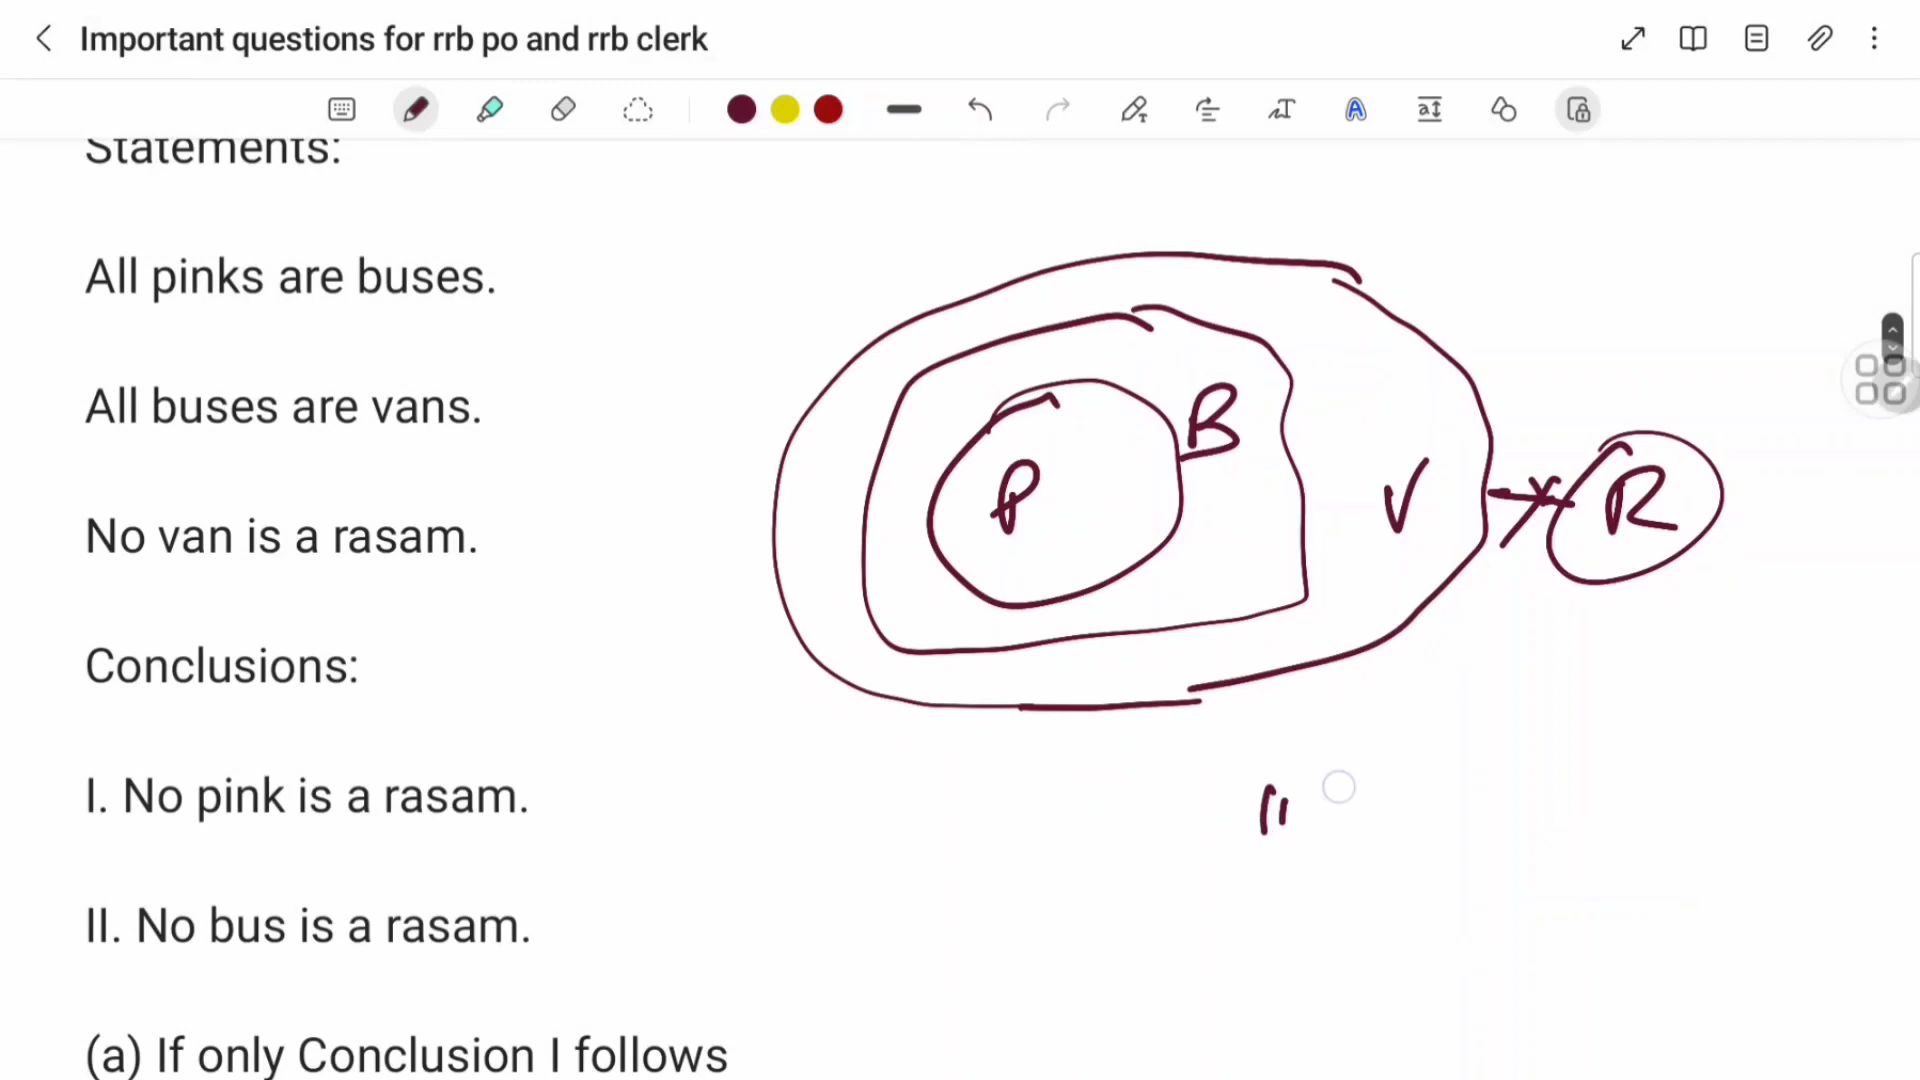 Important questions for rrb po and rrb clerk
Statements:
All pinks are buses.
All buses are vans.
No van is a rasam.
Conclusions:
I. No pink is a rasam.
II. No bus is a rasam.
(a) If only Conclusion I follows
P
B
V
R